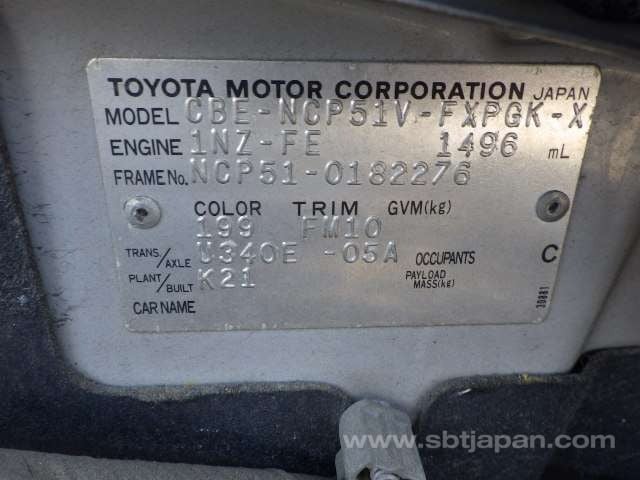 TOYOTA MOTOR CORPORATION JAPAN
MODEL CBE-NCP51V-FXPGK-X
ENGINE 1NZ-FE 1496 mL
FRAME No. NCP51-0182276
COLOR TRIM GVM(kg)
199 FM10
TRANS/AXLE U340E -05A OCCUPANTS C
PLANT/BUILT K21 PAYLOAD MASS(kg)
CAR NAME
30881
www.sbtjapan.com